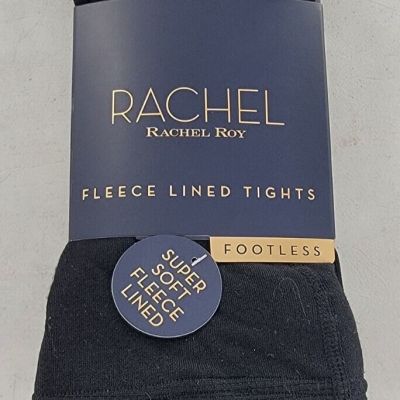 RACHEL
RACHEL ROY
FLEECE LINED TIGHTS
FOOTLESS
SUPER
SOFT
FLEECE
LINED